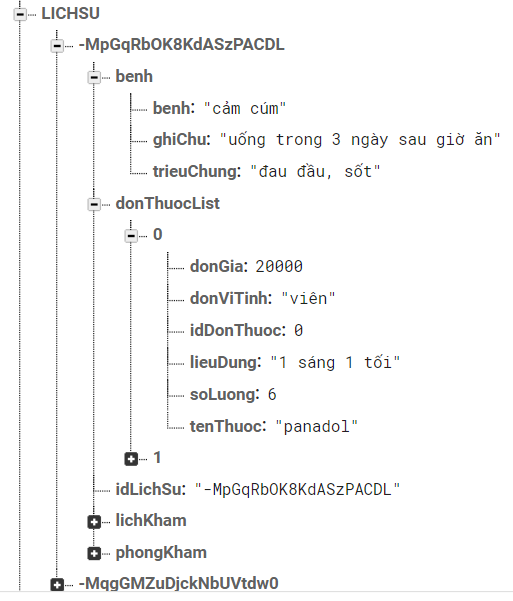 LICHSU
-MpGqRbOK8KdASzPACDL
benh
benh: "cảm cúm"
ghiChu: "uống trong 3 ngày sau giờ ăn"
trieuChung: "đau đầu, sốt"
donThuocList
0
donGia: 20000
donViTinh: "viên"
idDonThuoc: 0
lieuDung: "1 sáng 1 tối"
soLuong: 6
tenThuoc: "panadol"
1
idLichSu: "-MpGqRbOK8KdASzPACDL"
lichKham
phongKham
-MqgGMZuDjckNbUVtdw0